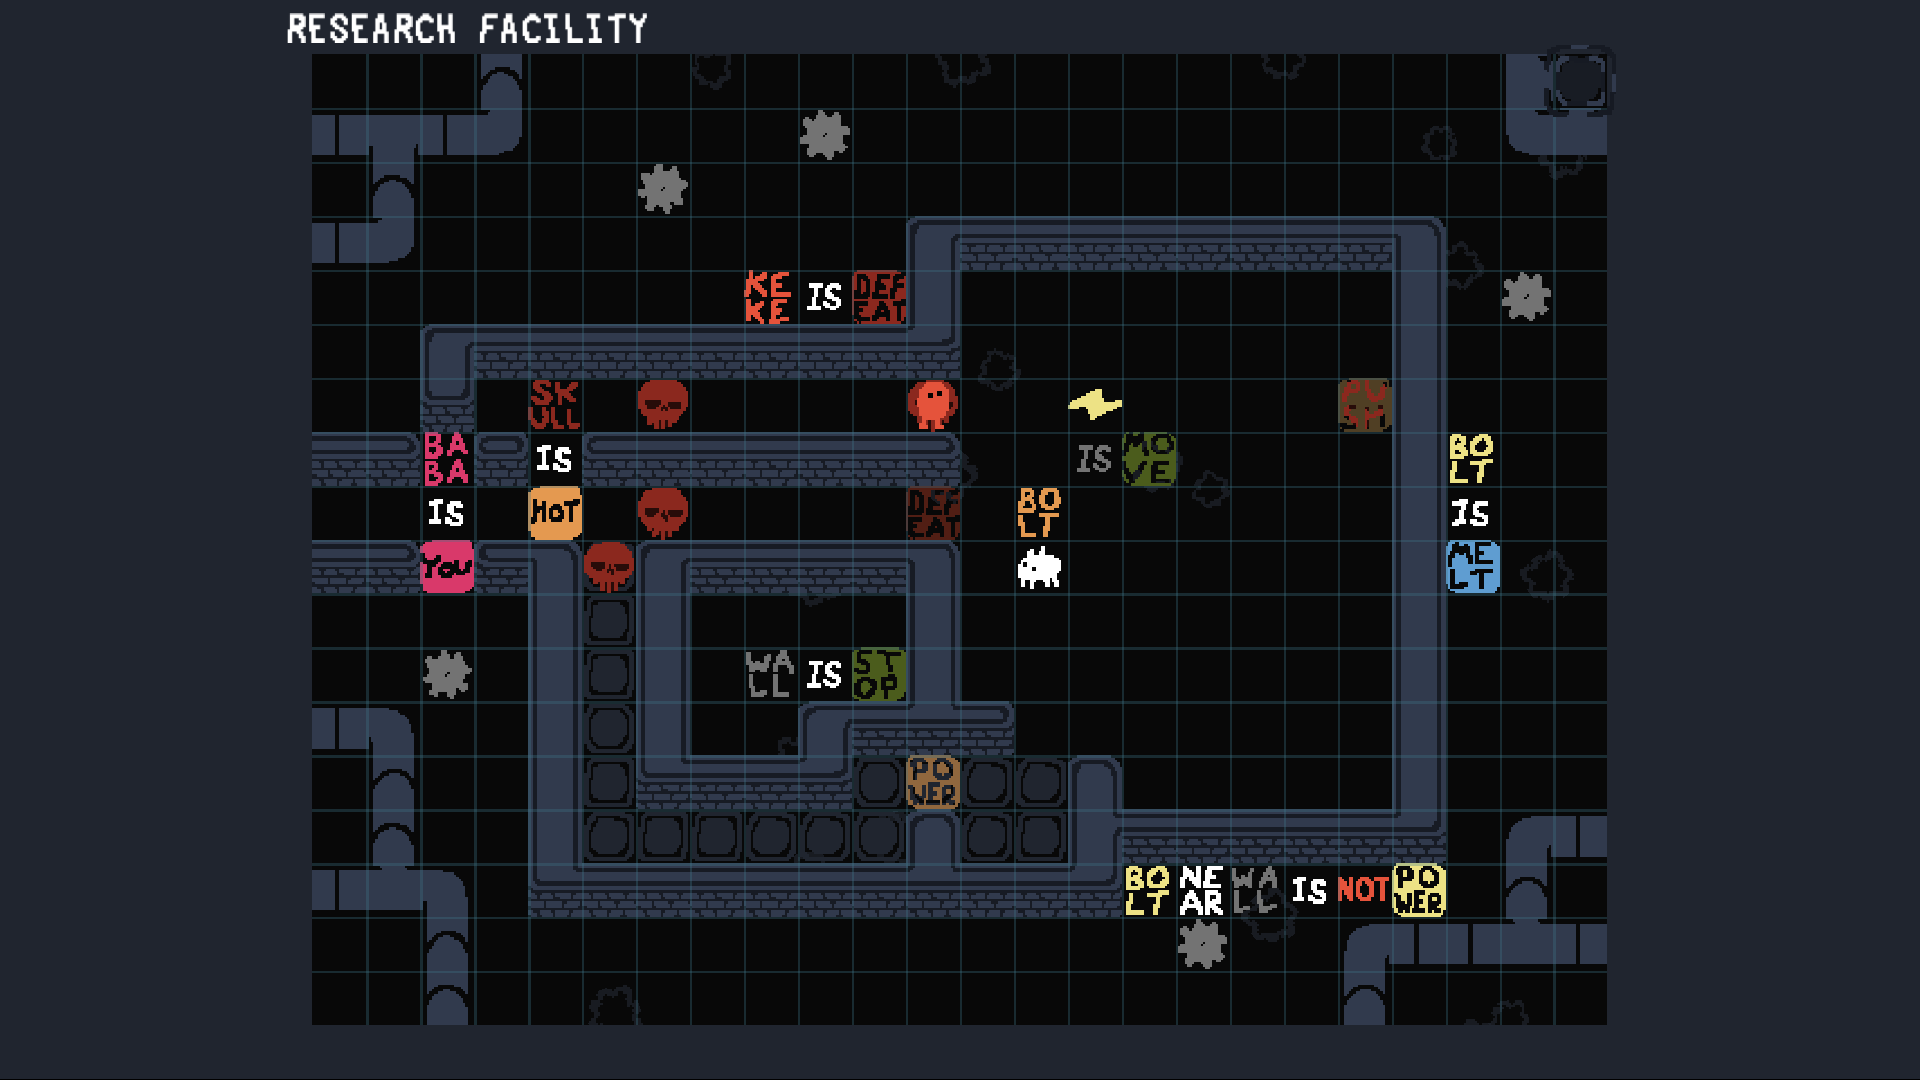 RESEARCH FACILITY
KEKE IS DEFEAT
SKULL
PUSH
BABA
IS
IS MOVE
BOLT
IS
HOT
DEFEAT
BOLT
IS
YOU
MELT
WALL IS STOP
POWER
BOLT NEAR WALL IS NOT POWER